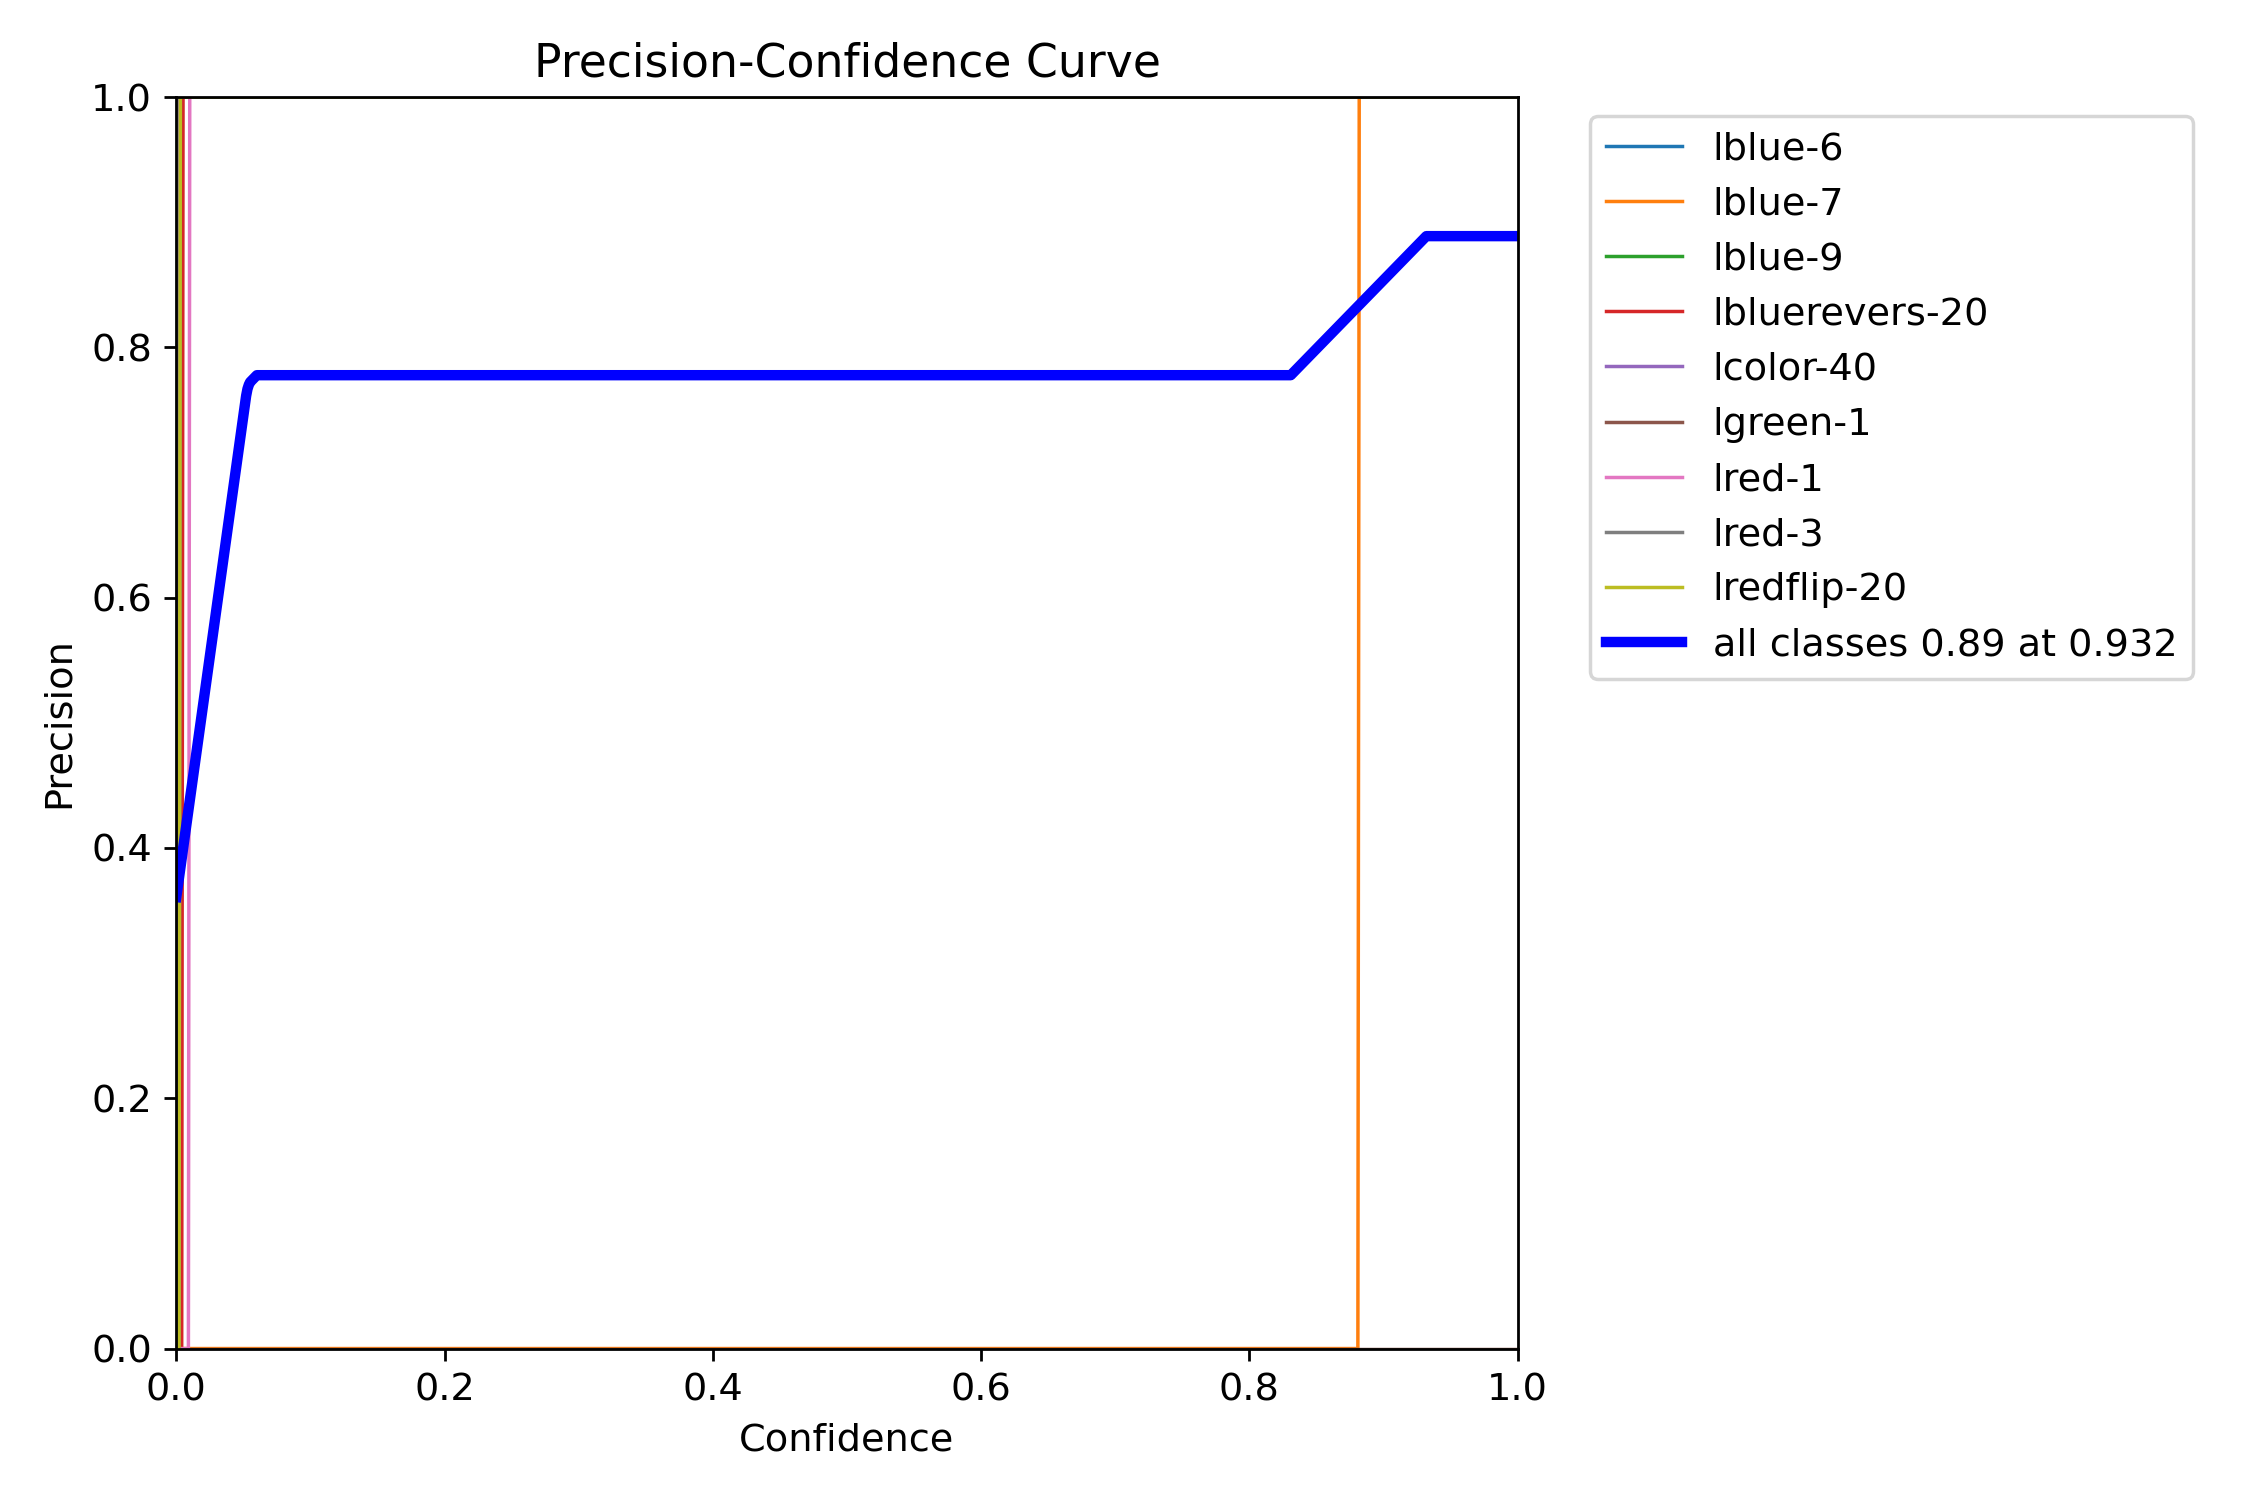 Precision-Confidence Curve
1.0
0.8
0.6
0.4
0.2
0.0
Precision
0.0 0.2 0.4 0.6 0.8 1.0
Confidence
lblue-6
lblue-7
lblue-9
lbluerevers-20
lcolor-40
lgreen-1
lred-1
lred-3
lredflip-20
all classes 0.89 at 0.932